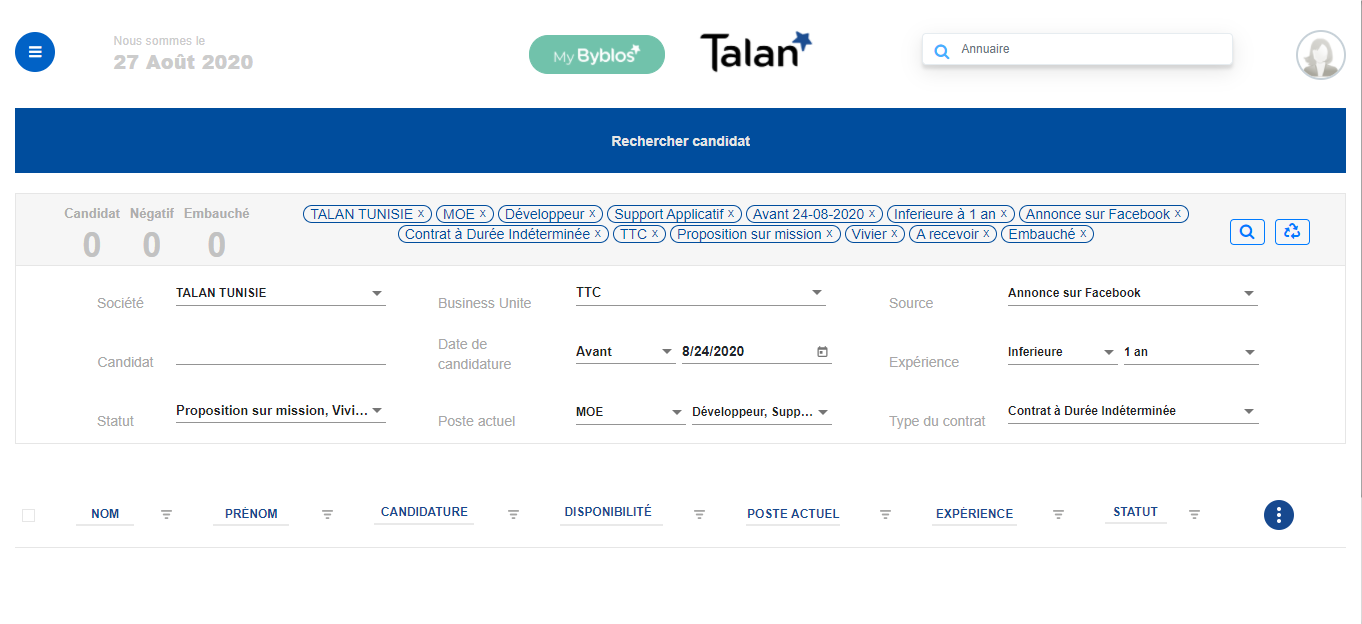 Nous sommes le
27 Août 2020
My Byblos
Talan
Annuaire
Rechercher candidat
Candidat Négatif Embauché
0 0 0
TALAN TUNISIE x MOE x Développeur x Support Applicatif x Avant 24-08-2020 x Inferieure à 1 an x Annonce sur Facebook x
Contrat à Durée Indéterminée x TTC x Proposition sur mission x Vivier x A recevoir x Embauché x
Société TALAN TUNISIE Business Unite TTC Source Annonce sur Facebook
Candidat Date de candidature Avant 8/24/2020 Expérience Inferieure 1 an
Statut Proposition sur mission, Vivi... Poste actuel MOE Développeur, Supp... Type du contrat Contrat à Durée Indéterminée
NOM PRÉNOM CANDIDATURE DISPONIBILITÉ POSTE ACTUEL EXPÉRIENCE STATUT